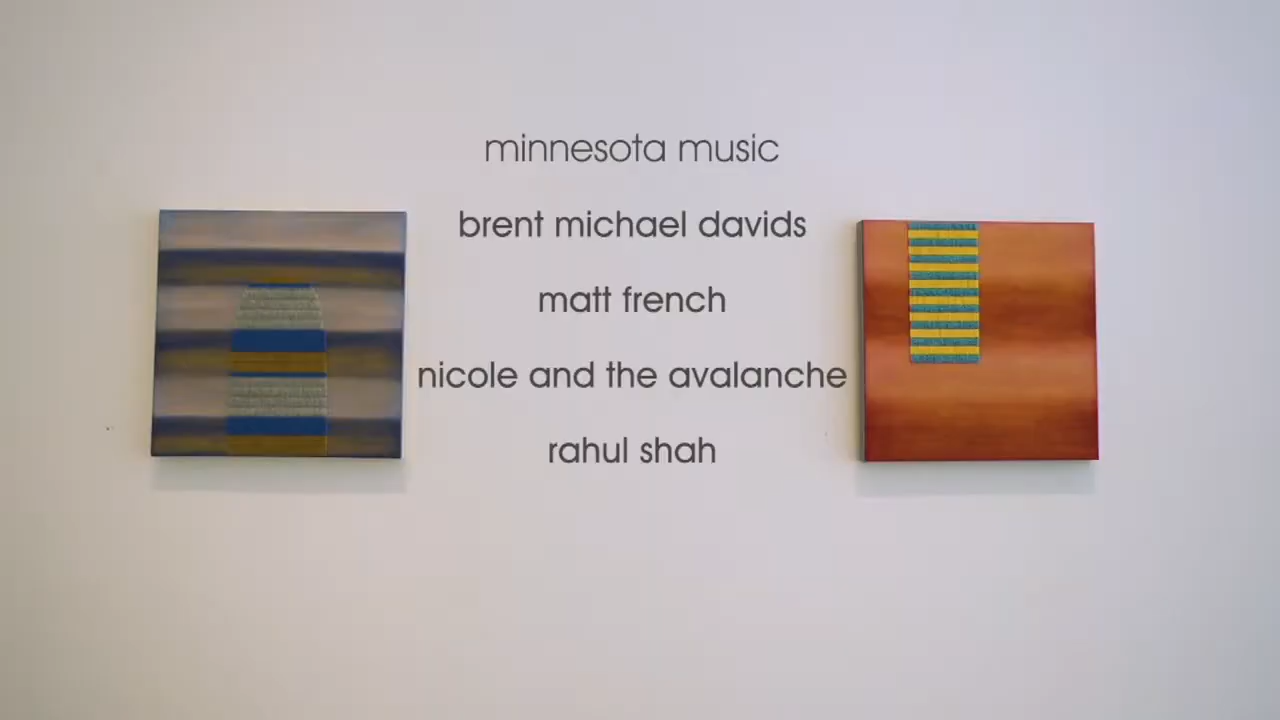 minnesota music
brent michael davids
matt french
nicole and the avalanche
rahul shah